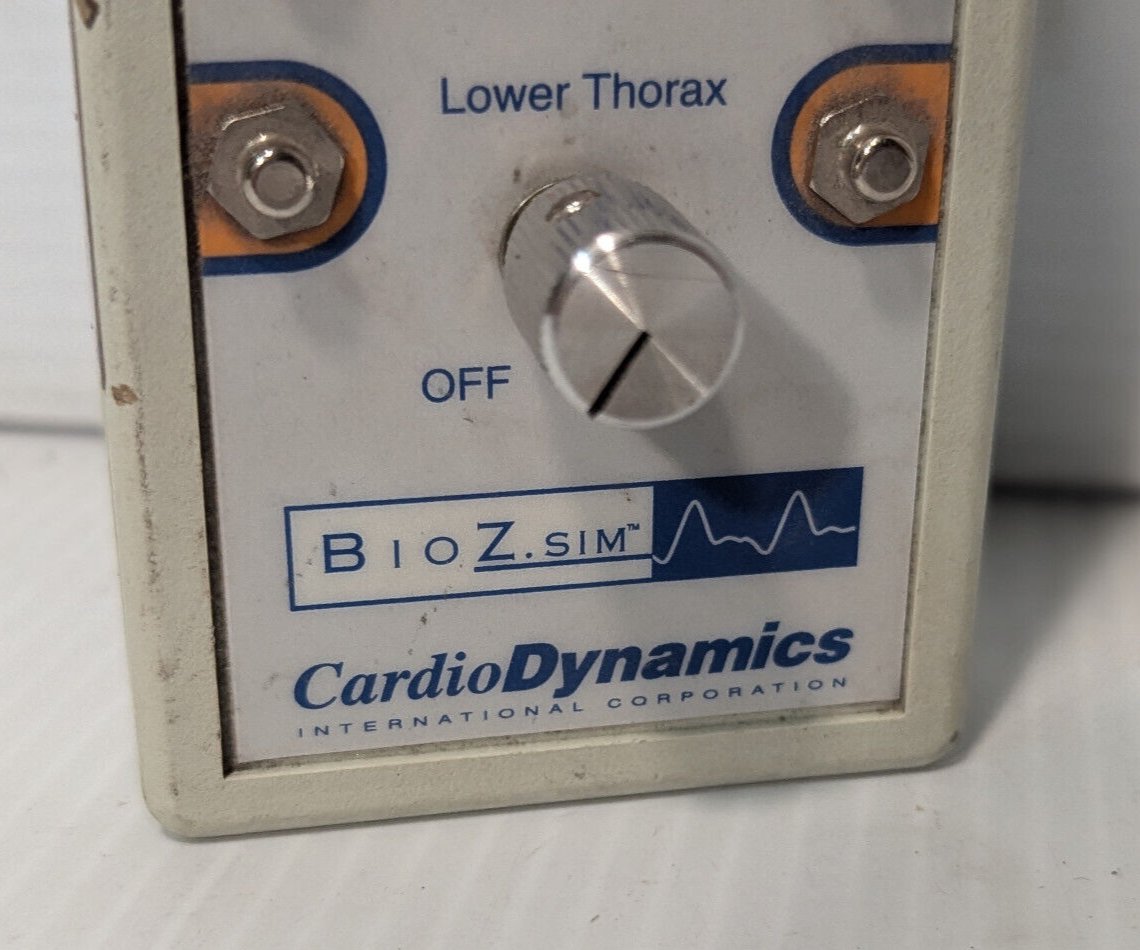 Lower Thorax
OFF
BIOZ.SIM™
CardioDynamics
INTERNATIONAL CORPORATION